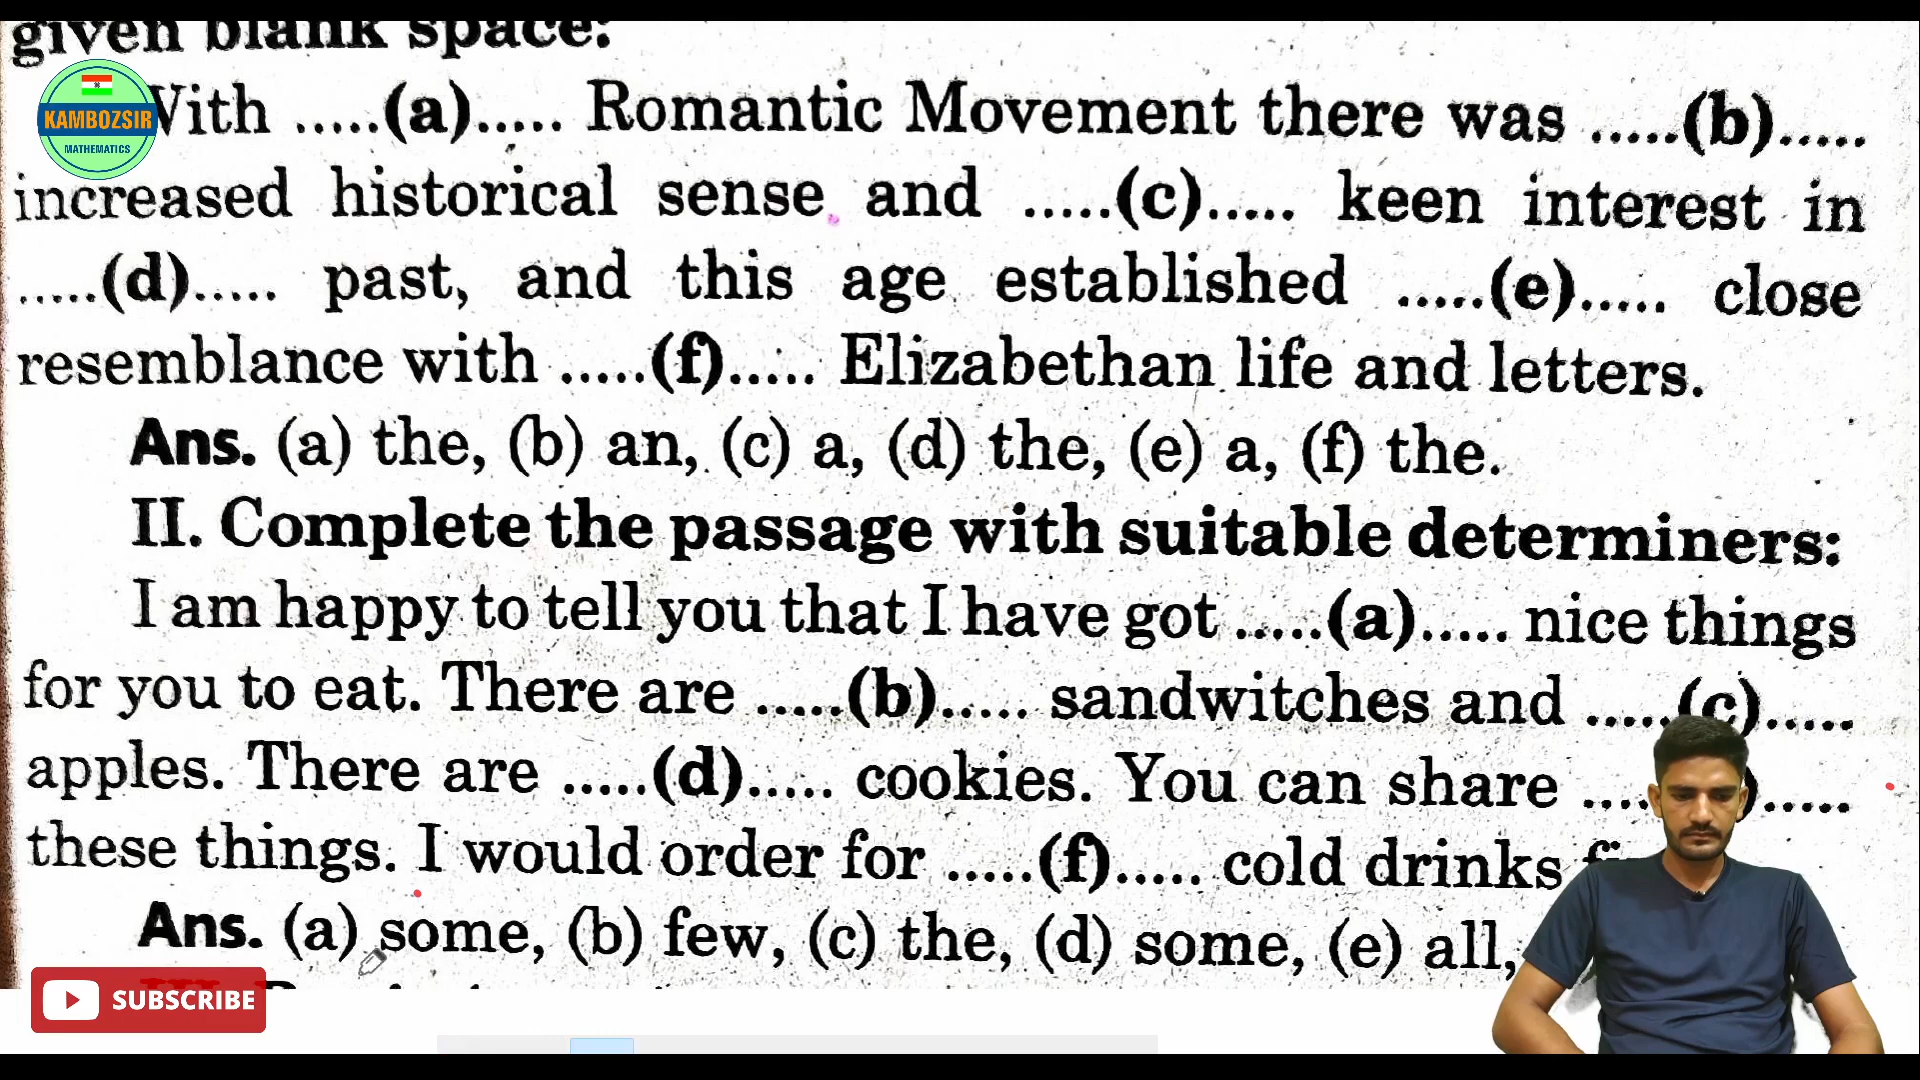 given blank space:
With .....(a)..... Romantic Movement there was .....(b).....
increased historical sense and .....(c)..... keen interest in
.....(d)..... past, and this age established .....(e)..... close
resemblance with .....(f)..... Elizabethan life and letters.
Ans. (a) the, (b) an, (c) a, (d) the, (e) a, (f) the.
II. Complete the passage with suitable determiners:
I am happy to tell you that I have got .....(a)..... nice things
for you to eat. There are .....(b)..... sandwitches and .....(c).....
apples. There are .....(d)..... cookies. You can share .....
these things. I would order for .....(f)..... cold drinks
Ans. (a) some, (b) few, (c) the, (d) some, (e) all,
KAMBOZSIR
MATHEMATICS
SUBSCRIBE